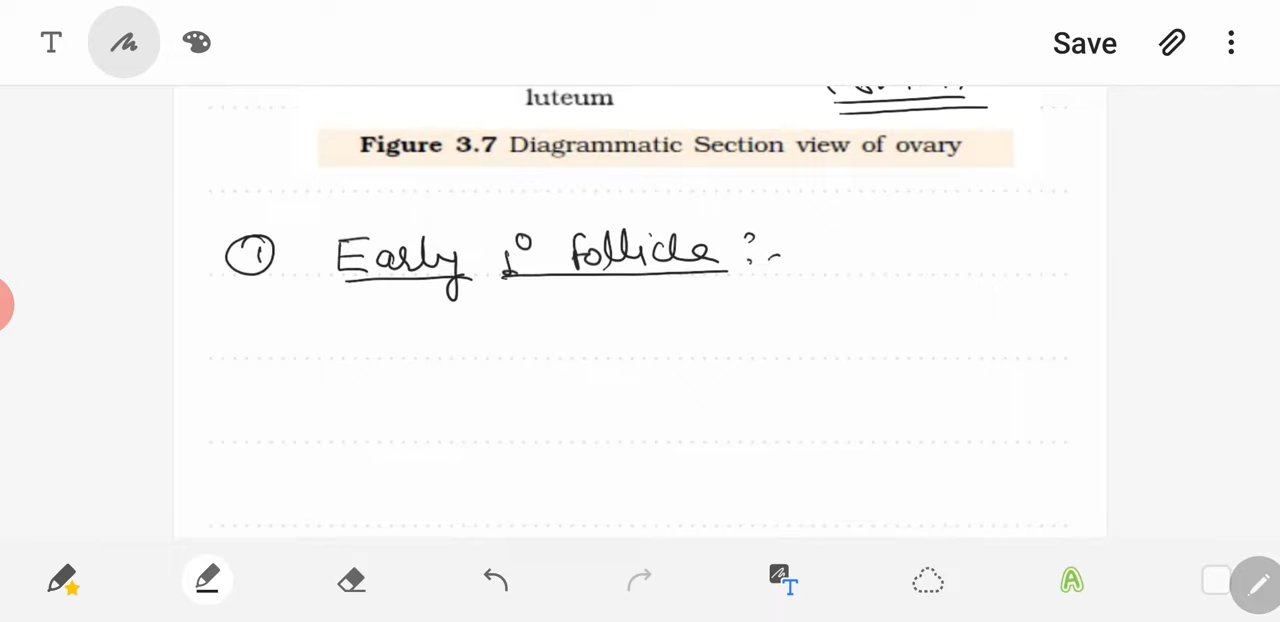 T Save
luteum
Figure 3.7 Diagrammatic Section view of ovary
① Early 1° follicle :-